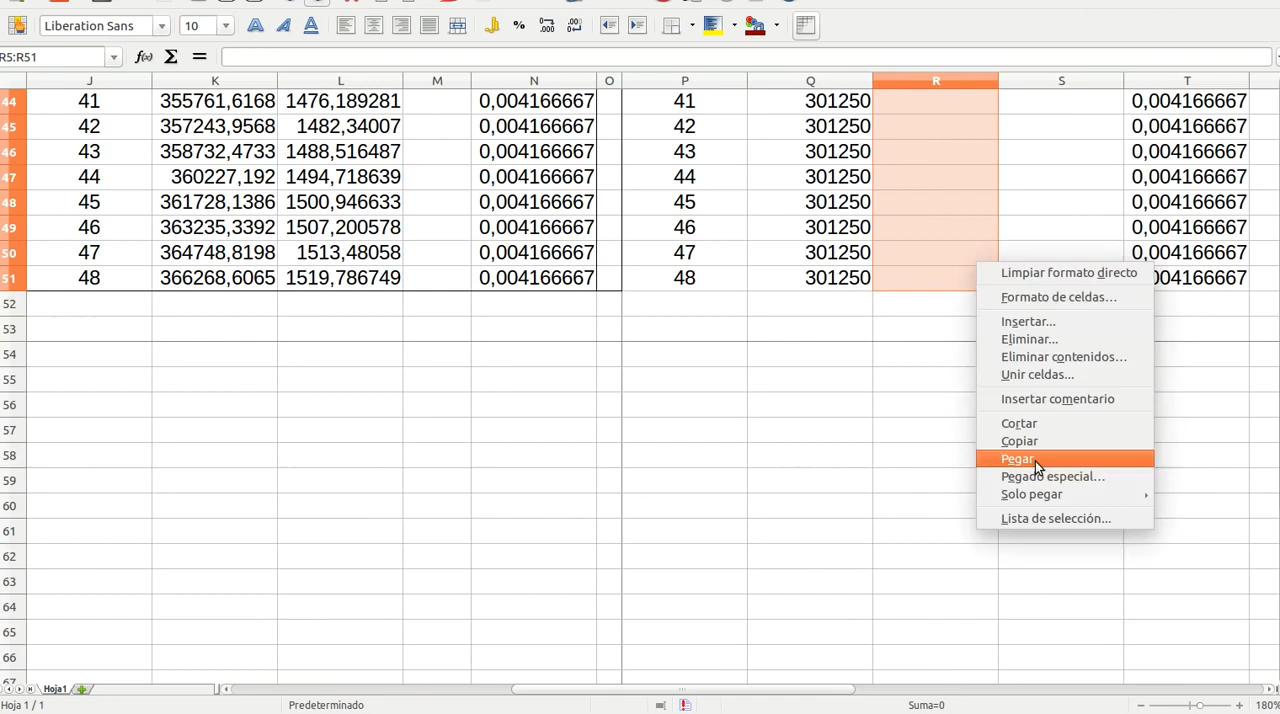 Liberation Sans 10 % ,000 ,000
R5:R51 f(x) Σ =
J K L M N O P Q R S T
44 41 355761,6168 1476,189281 0,004166667 41 301250 0,004166667
45 42 357243,9568 1482,34007 0,004166667 42 301250 0,004166667
46 43 358732,4733 1488,516487 0,004166667 43 301250 0,004166667
47 44 360227,192 1494,718639 0,004166667 44 301250 0,004166667
48 45 361728,1386 1500,946633 0,004166667 45 301250 0,004166667
49 46 363235,3392 1507,200578 0,004166667 46 301250 0,004166667
50 47 364748,8198 1513,48058 0,004166667 47 301250 0,004166667
51 48 366268,6065 1519,786749 0,004166667 48 301250 004166667
Limpiar formato directo
Formato de celdas...
Insertar...
Eliminar...
Eliminar contenidos...
Unir celdas...
Insertar comentario
Cortar
Copiar
Pegar
Pegado especial...
Solo pegar
Lista de selección...
52
53
54
55
56
57
58
59
60
61
62
63
64
65
66
67
Hoja1
Hoja 1 / 1 Predeterminado Suma=0 180%